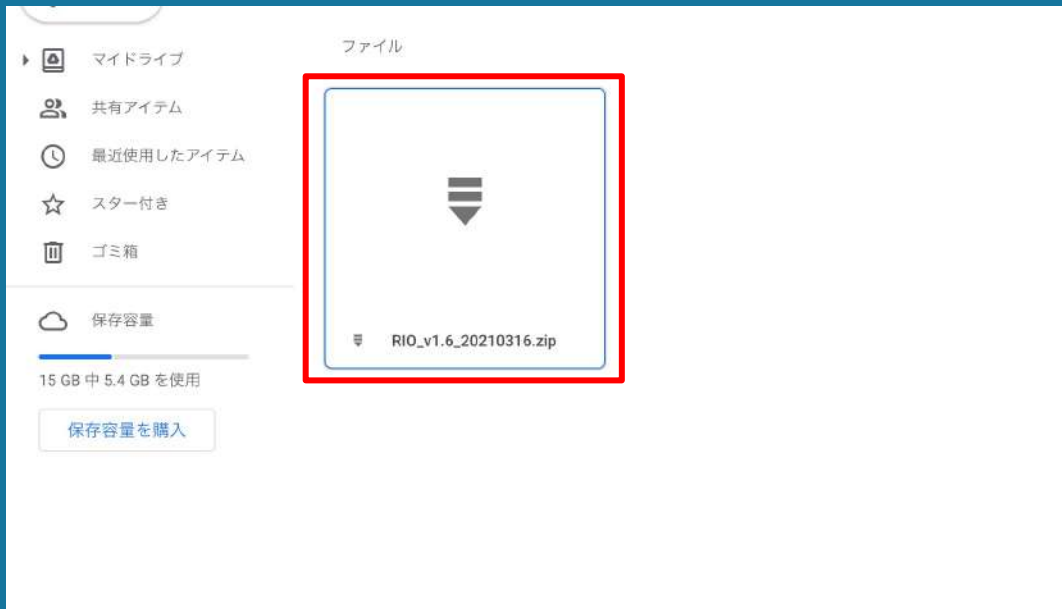 マイドライブ
共有アイテム
最近使用したアイテム
スター付き
ゴミ箱
保存容量
15 GB 中 5.4 GB を使用
保存容量を購入
ファイル
RIO_v1.6_20210316.zip